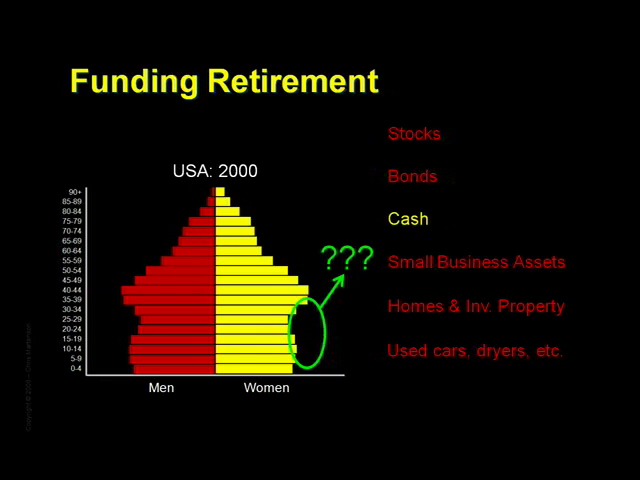 Funding Retirement
Stocks
USA: 2000
Bonds
90+
85-89
80-84
75-79
70-74
65-69
60-64
55-59
50-54
45-49
40-44
35-39
30-34
25-29
20-24
15-19
10-14
5-9
0-4
Cash
???
Small Business Assets
Homes & Inv. Property
Used cars, dryers, etc.
Men
Women